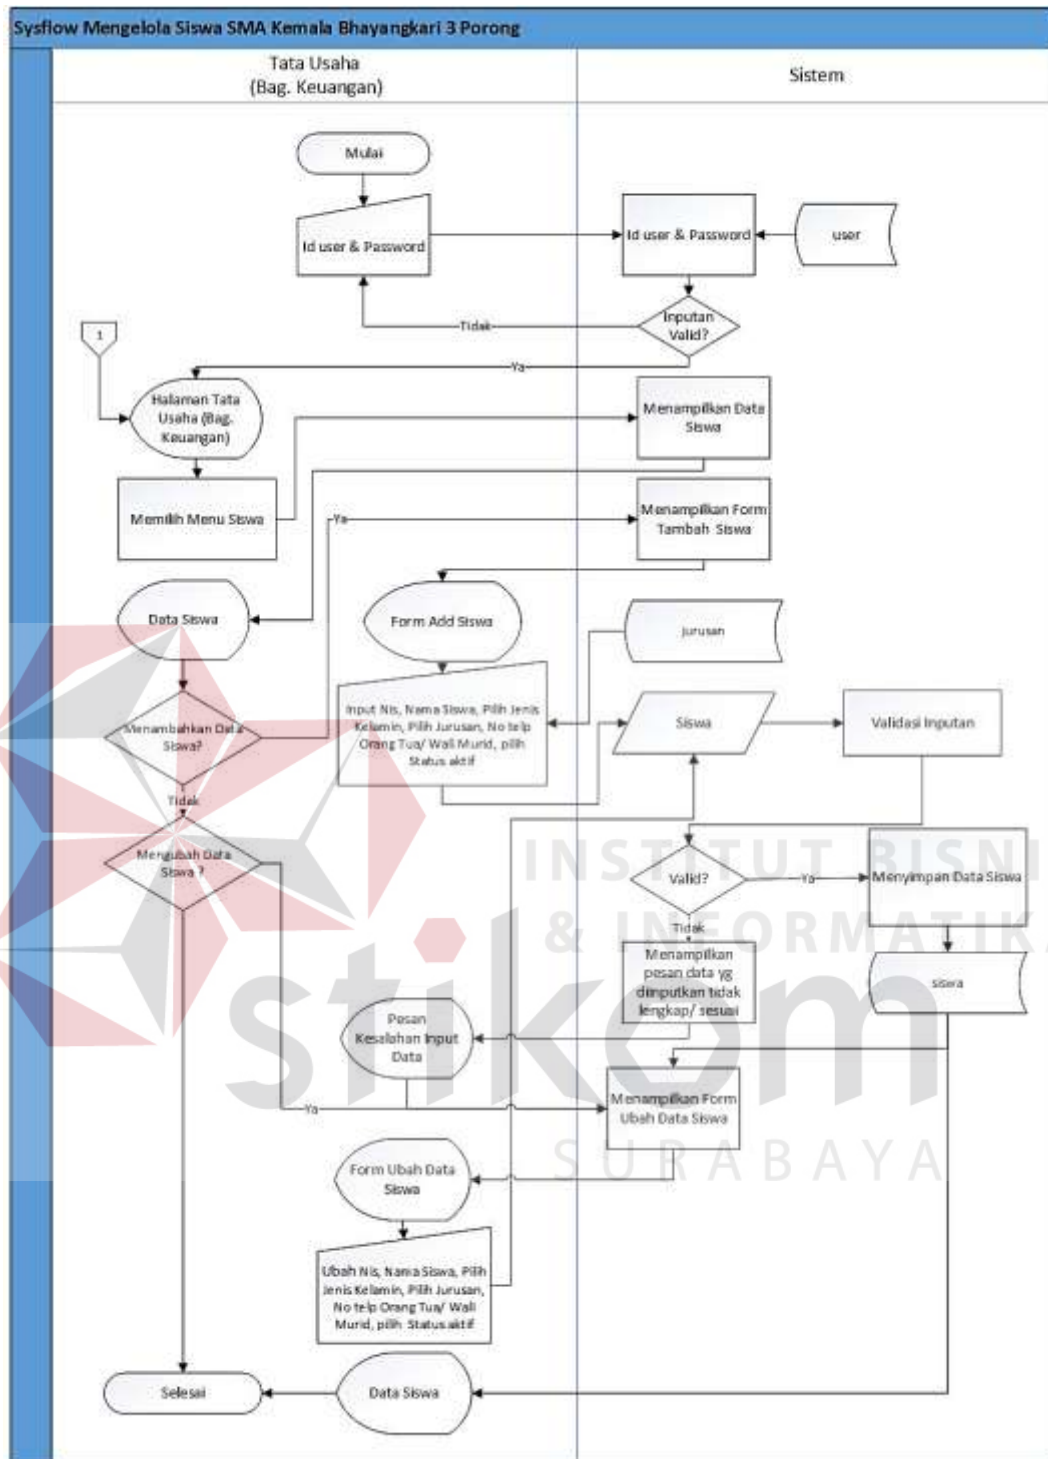 Sysflow Mengelola Siswa SMA Kemala Bhayangkari 3 Porong
Tata Usaha
(Bag. Keuangan)
Sistem
Mulai
Id user & Password
Id user & Password
user
Inputan
Valid?
Tidak
Ya
1
Halaman Tata
Usaha (Bag.
Keuangan)
Menampilkan Data
Siswa
Memilih Menu Siswa
Ya
Menampilkan Form
Tambah Siswa
Data Siswa
Form Add Siswa
Jurusan
Menambahkan Data
Siswa?
Input Nis, Nama Siswa, Pilih Jenis
Kelamin, Pilih Jurusan, No telp
Orang Tua/ Wali Murid, pilih
Status aktif
Siswa
Validasi Inputan
Tidak
Mengubah Data
Siswa ?
Valid?
Ya
Menyimpan Data Siswa
Tidak
Menampilkan
pesan data yg
diinputkan tidak
lengkap/ sesuai
siswa
Pesan
Kesalahan Input
Data
Ya
Menampilkan Form
Ubah Data Siswa
Form Ubah Data
Siswa
Ubah Nis, Nama Siswa, Pilih
Jenis Kelamin, Pilih Jurusan,
No telp Orang Tua/ Wali
Murid, pilih Status aktif
Selesai
Data Siswa
INSTITUT BISNI
& INFORMATIKA
stikom
SURABAYA